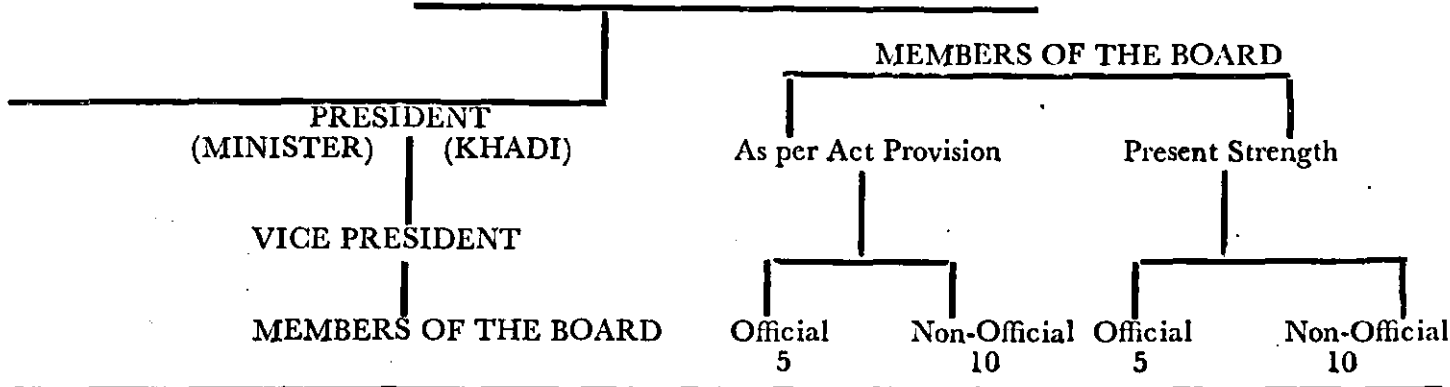 MEMBERS OF THE BOARD
PRESIDENT
(MINISTER) (KHADI)
As per Act Provision Present Strength
VICE PRESIDENT
MEMBERS OF THE BOARD Official Non-Official Official Non-Official
5 10 5 10